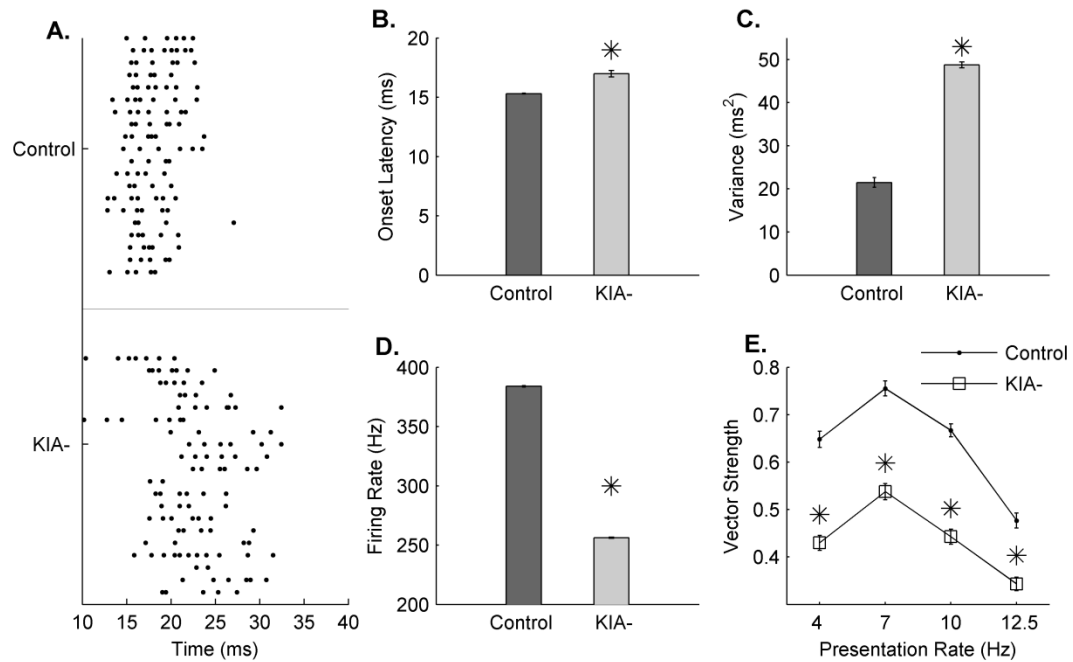 A.
Control
KIA-
10 15 20 25 30 35 40
Time (ms)
B.
20
15
10
5
0
Onset Latency (ms)
Control KIA-
C.
50
40
30
20
10
0
Variance (ms2)
Control KIA-
D.
400
350
300
250
200
Firing Rate (Hz)
Control KIA-
E.
Control
KIA-
0.8
0.7
0.6
0.5
0.4
Vector Strength
4 7 10 12.5
Presentation Rate (Hz)